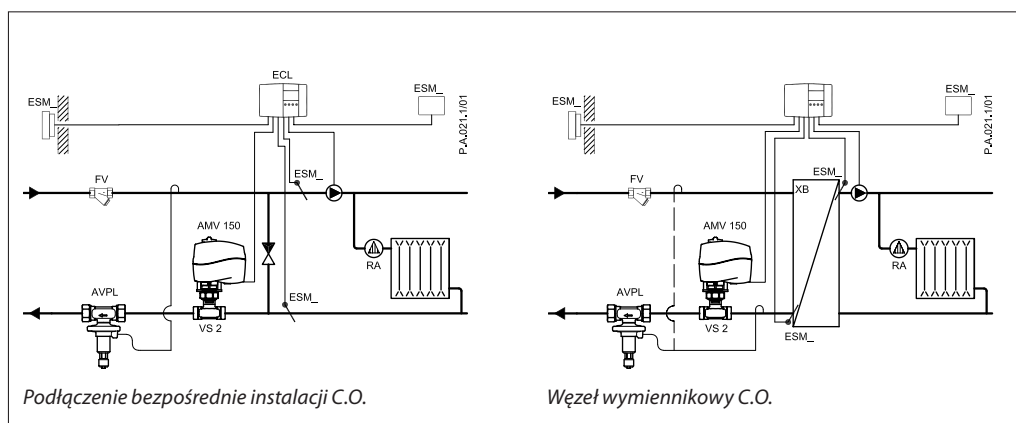 ECL
ESM_
ESM_
P.A.021.1/01
FV
ESM_
AMV 150
RA
AVPL
ESM_
VS 2
Podłączenie bezpośrednie instalacji C.O.
ESM_
ESM_
P.A.021.1/01
FV
ESM_
XB
AMV 150
RA
AVPL
VS 2
ESM_
Węzeł wymiennikowy C.O.